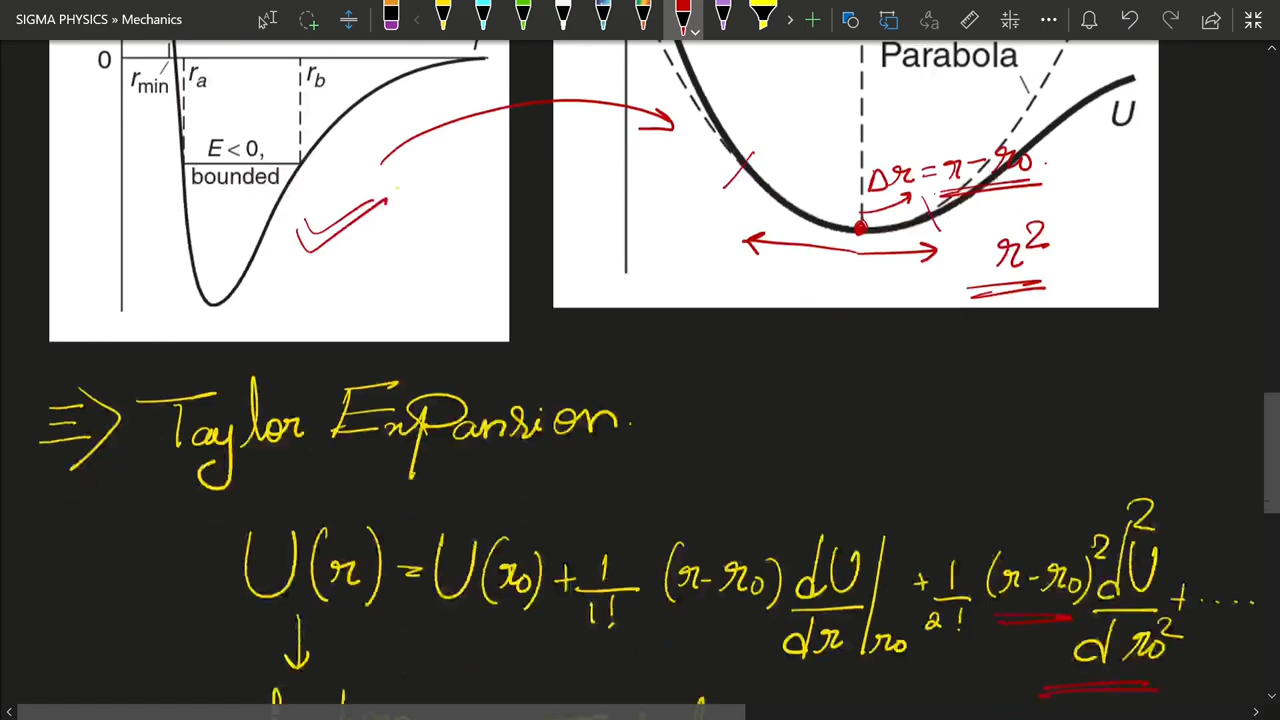 SIGMA PHYSICS » Mechanics
0
r_min
r_a
r_b
E < 0,
bounded
Parabola
U
Δr = r - r₀
r²
⇒ Taylor Expansion.
U(r) = U(r₀) + 1/1! (r - r₀) dU/dr|r₀ + 1/2! (r - r₀)² d²U/dr₀² + ....